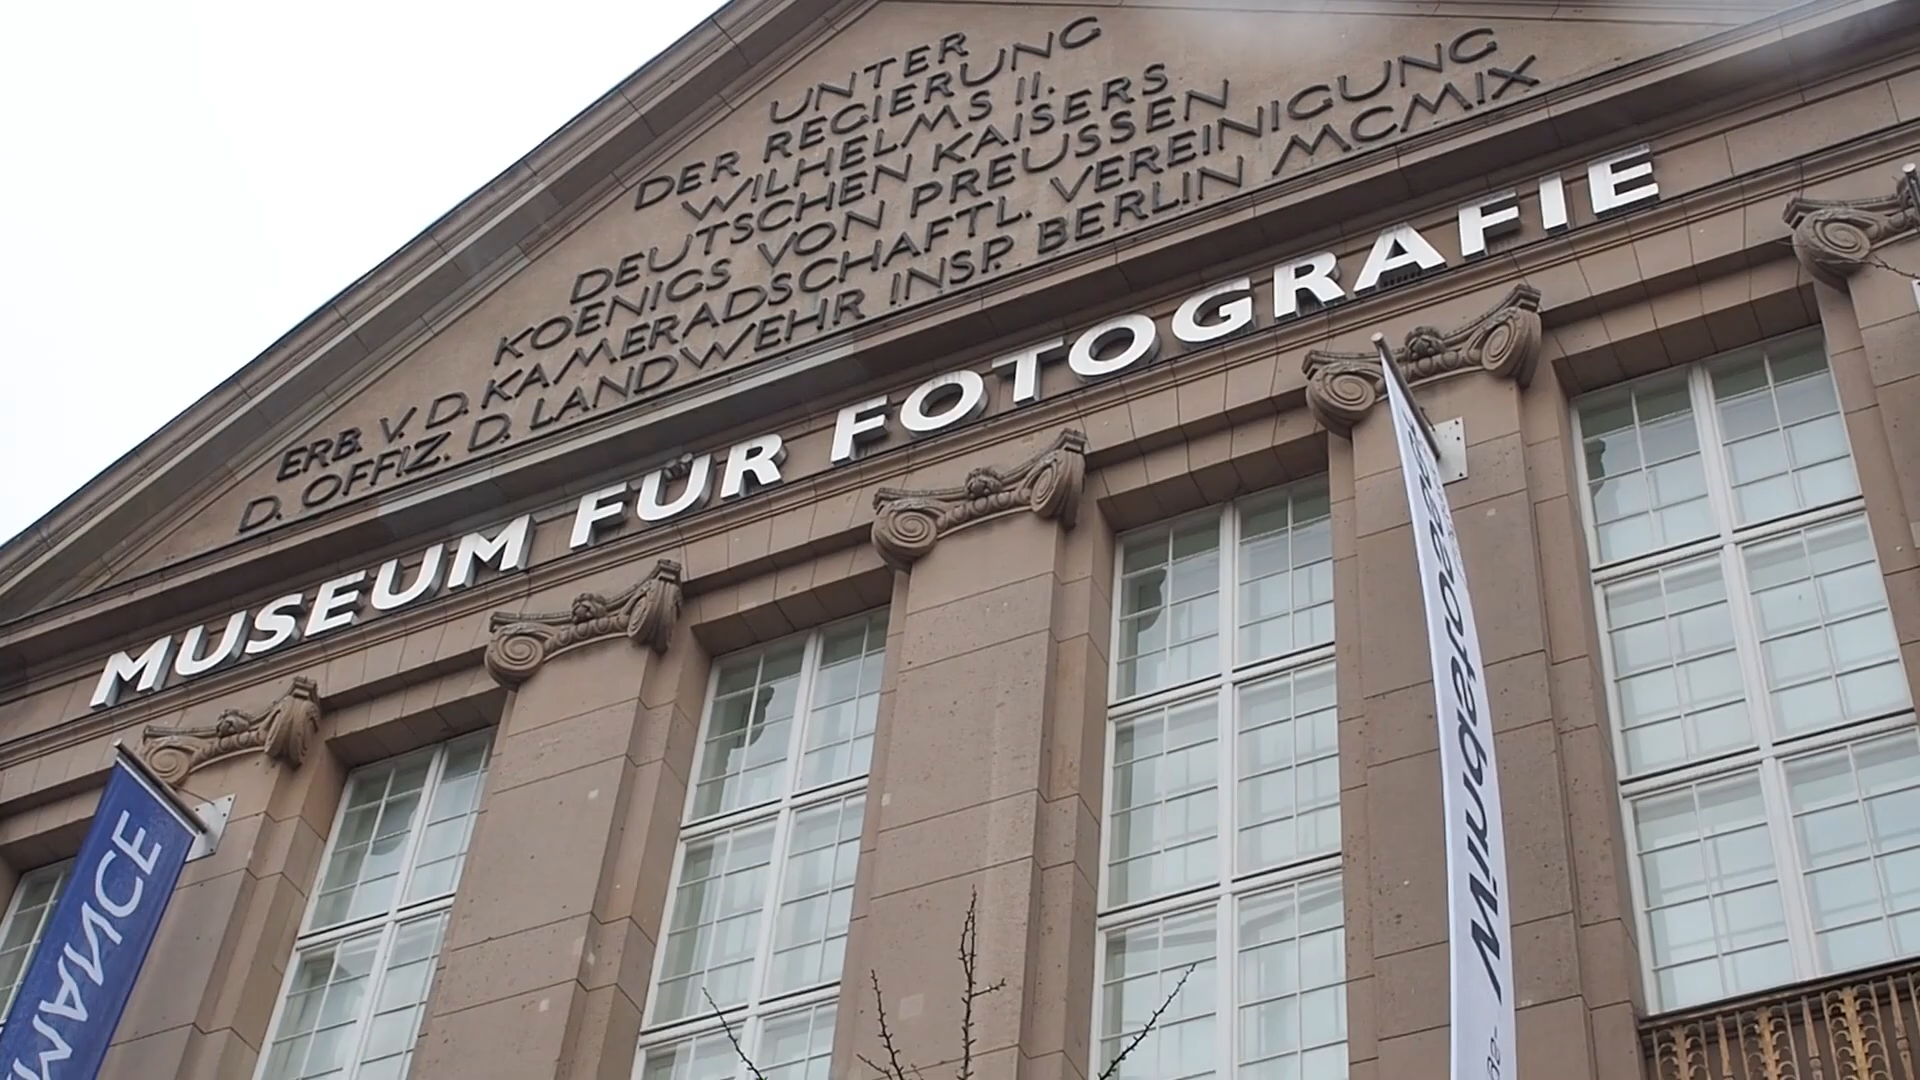 UNTER
DER REGIERUNG
WILHELMS II.
DEUTSCHEN KAISERS
KOENIGS VON PREUSSEN
ERB. V. D. KAMERADSCHAFTL. VEREINIGUNG
D. OFFIZ. D. LANDWEHR INSP. BERLIN MCMIX
MUSEUM FÜR FOTOGRAFIE